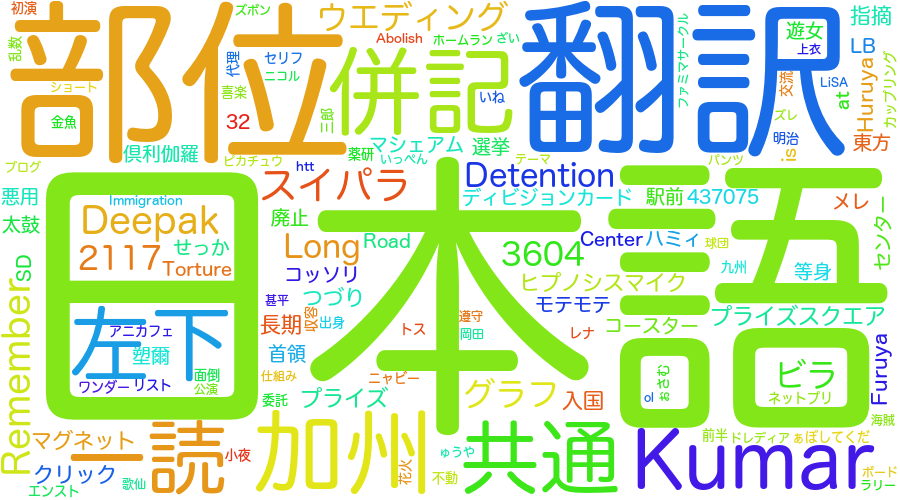 初演
ズボン
ウエディング
部位
翻訳
指摘
乱数
代理
セリフ
Abolish
ホームラン
ざい
ファミマサークル
遊女
上衣
LB
ショート
ニコル
併記
いね
交流
LiSA
at
Huruya
カップリング
金魚
喜楽
32
三郎
ズレ
ブログ
倶利伽羅
ピカチュウ
薬研
マシェアム
いっぺん
選挙
テーマ
パンツ
明治
is
東方
悪用
Immigration
htt
スイパラ
Detention
ディビジョンカード
駅前
437075
メレ
太鼓
Deepak
廃止
日本語
Center
ハミィ
球団
センター
2117
せっか
Long
Road
3604
SD
Torture
コッソリ
ヒプノシスマイク
九州
等身
Remember
甚平
つづり
モテモテ
プライズスクエア
左下
アニカフェ
塑爾
長期
収容
出身
トス
遵守
岡田
レナ
コースター
首領
Furuya
ワンダー
リスト
面倒
公演
仕組み
ニャビー
委託
プライズ
グラフ
入国
ol
おさむ
ビラ
ネットプリ
マグネット
読
小夜
加州
共通
Kumar
前半
ドレディア
ぁぼしてくだ
海賊
クリック
エンスト
歌仙
花火
ゅうや
不動
ボード
ラリー